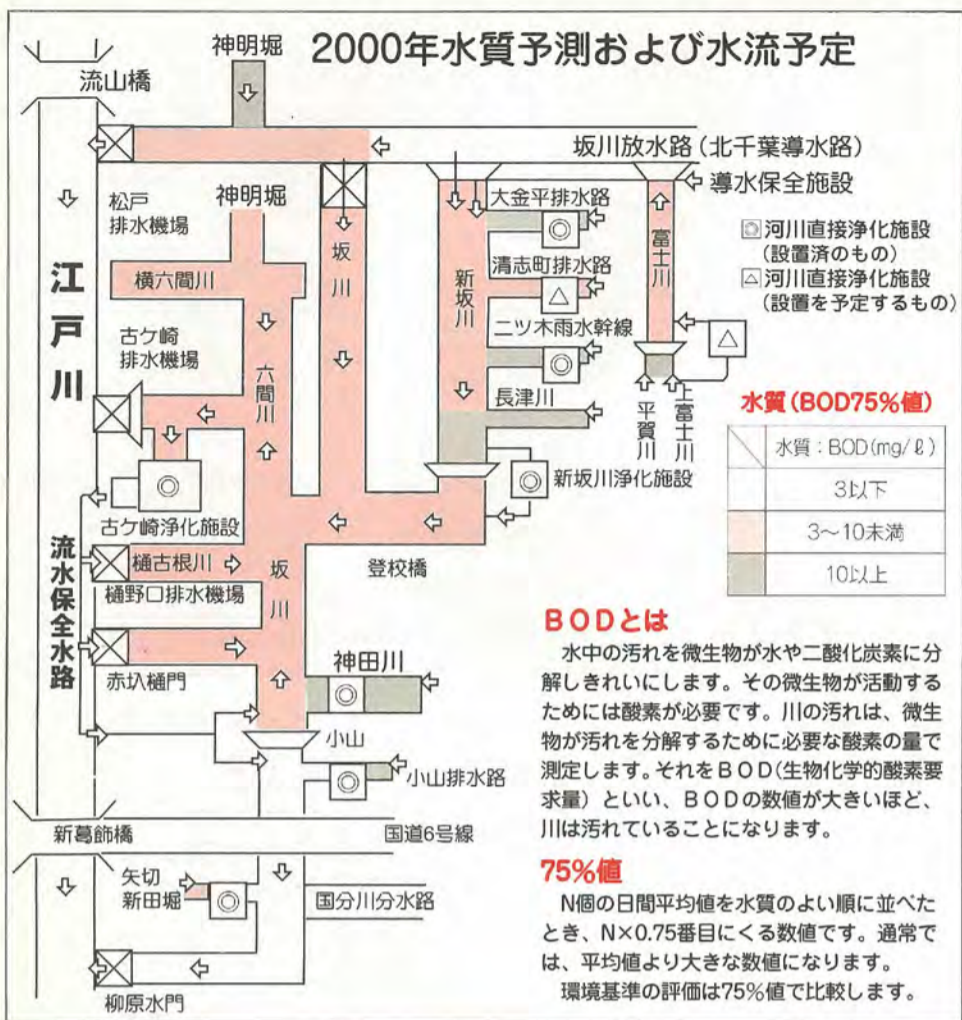 2000年水質予測および水流予定
神明堀
流山橋
坂川放水路(北千葉導水路)
導水保全施設
松戸
排水機場
神明堀
大金平排水路
河川直接浄化施設
(設置済のもの)
河川直接浄化施設
(設置を予定するもの)
江戸川
横六間川
坂川
新坂川
清志町排水路
富士川
古ケ崎
排水機場
二ツ木雨水幹線
六間川
長津川
平賀川
上富士川
新坂川浄化施設
古ケ崎浄化施設
流水保全水路
樋古根川
坂川
登校橋
樋野口排水機場
赤圦樋門
神田川
小山
小山排水路
新葛飾橋
国道6号線
矢切
新田堀
国分川分水路
柳原水門
水質(BOD75%値)
水質:BOD(mg/ℓ)
3以下
3〜10未満
10以上
BODとは
水中の汚れを微生物が水や二酸化炭素に分
解しきれいにします。その微生物が活動する
ためには酸素が必要です。川の汚れは、微生
物が汚れを分解するために必要な酸素の量で
測定します。それをBOD(生物化学的酸素要
求量)といい、BODの数値が大きいほど、
川は汚れていることになります。
75%値
N個の日間平均値を水質のよい順に並べた
とき、N×0.75番目にくる数値です。通常で
は、平均値より大きな数値になります。
環境基準の評価は75%値で比較します。